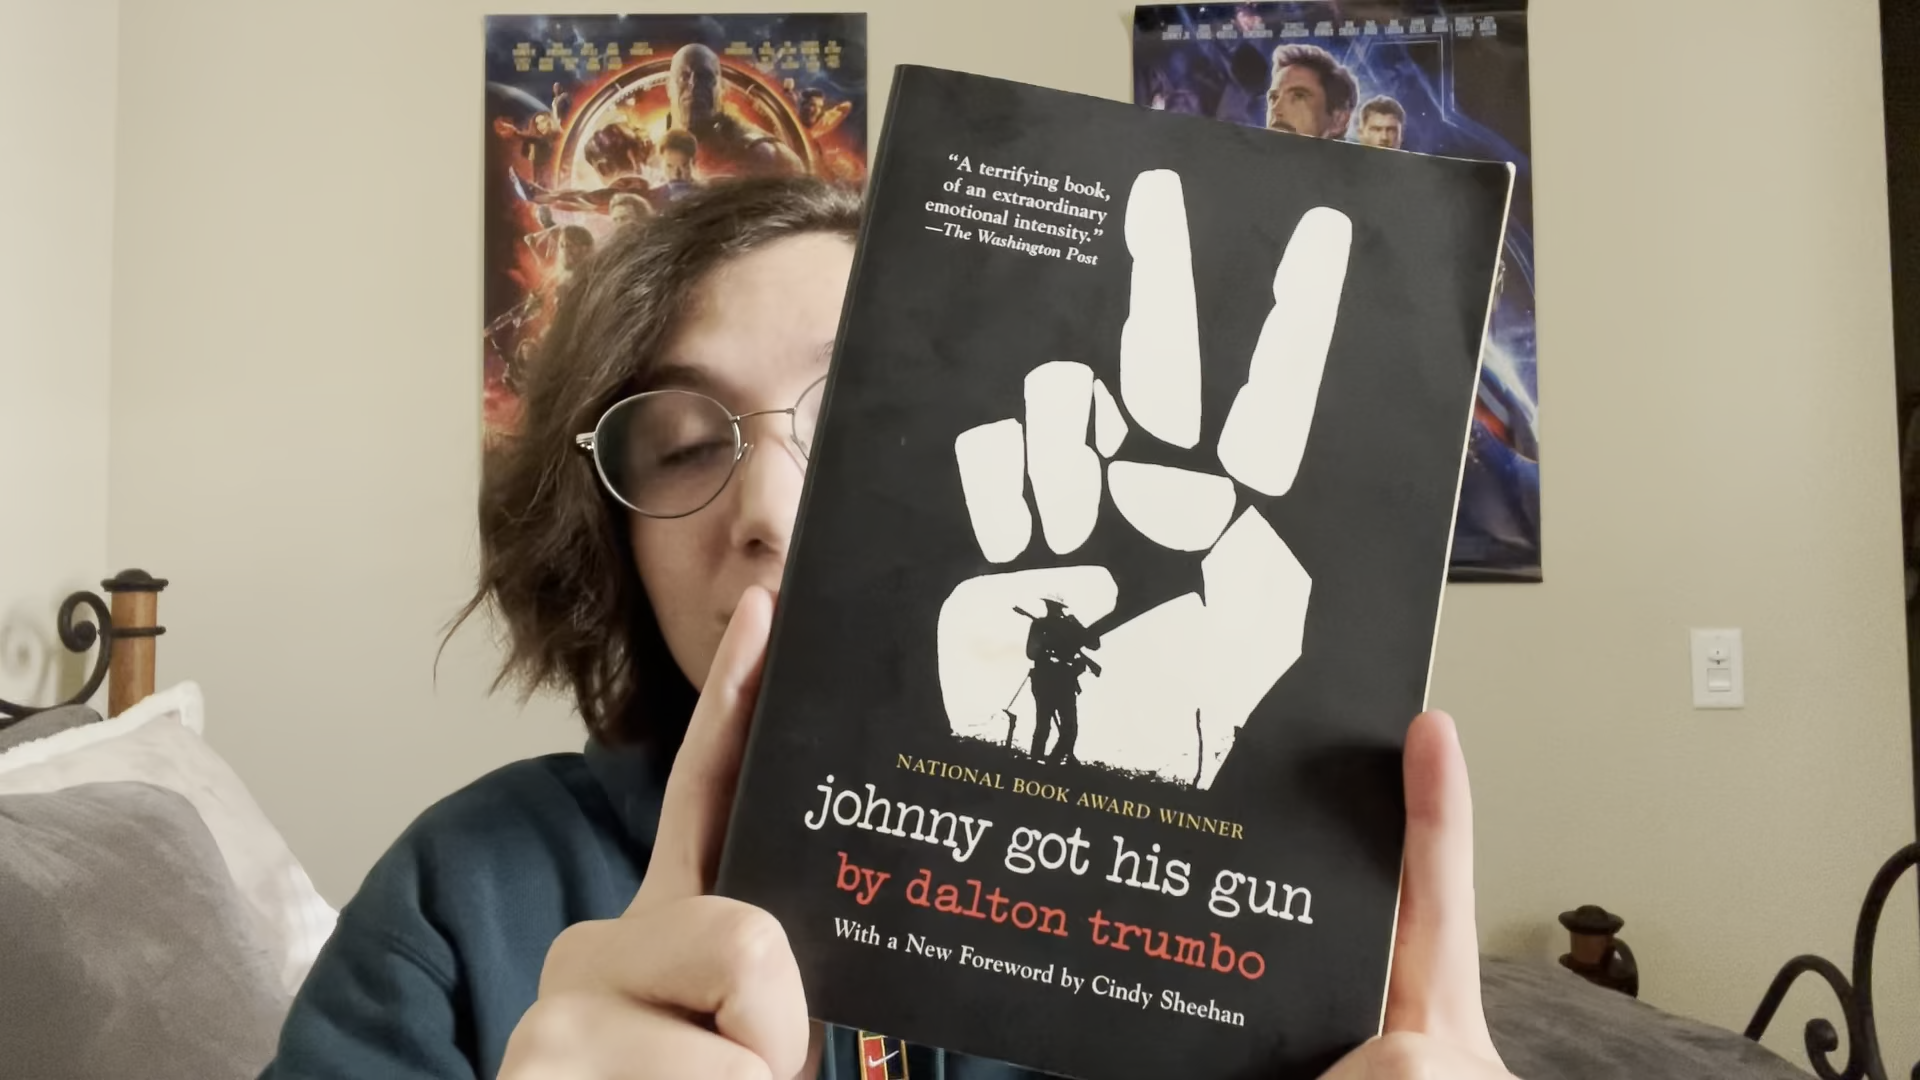 “A terrifying book,
of an extraordinary
emotional intensity.”
—The Washington Post
NATIONAL BOOK AWARD WINNER
johnny got his gun
by dalton trumbo
With a New Foreword by Cindy Sheehan